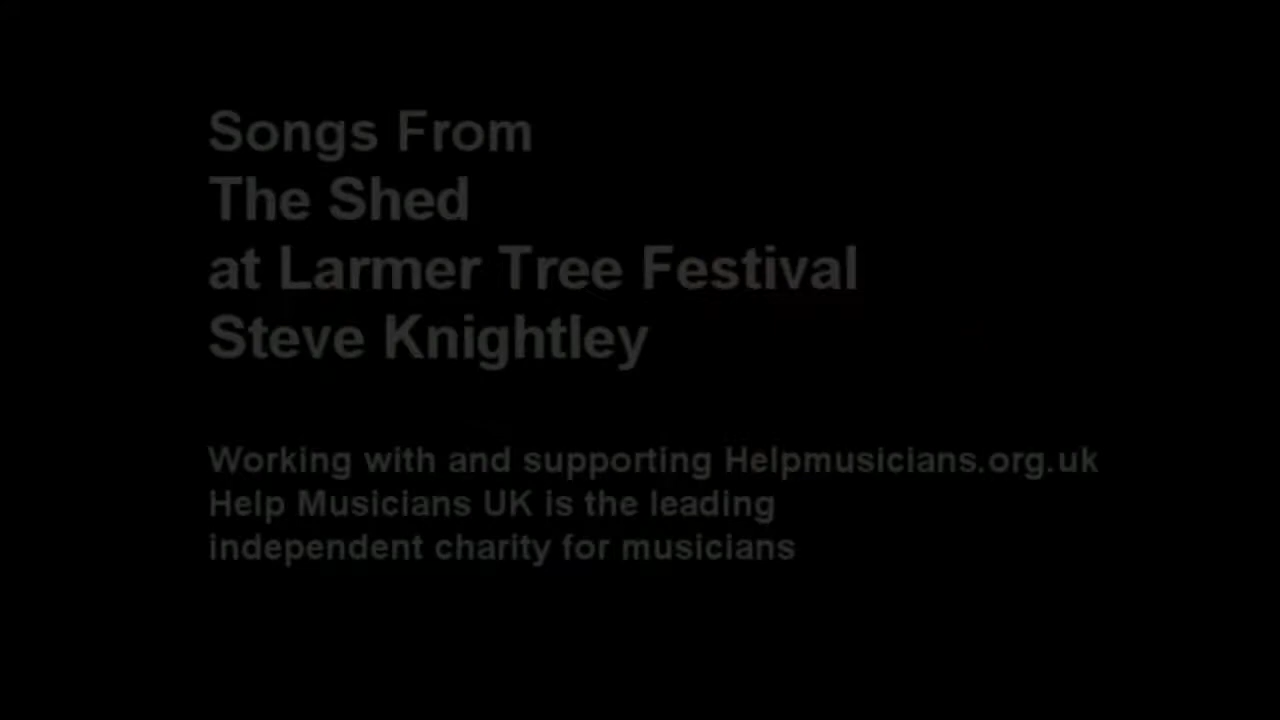 Songs From
The Shed
at Larmer Tree Festival
Steve Knightley
Working with and supporting Helpmusicians.org.uk
Help Musicians UK is the leading
independent charity for musicians